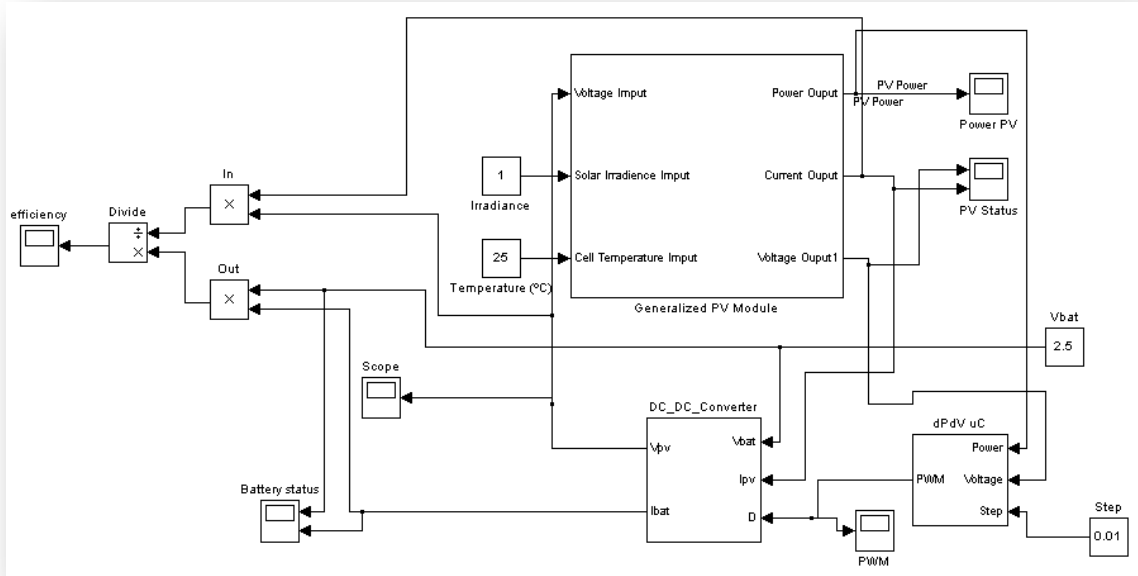 Voltage Imput
Power Ouput
PV Power
PV Power
Power PV
In
1
Solar Irradience Imput
Current Ouput
Irradiance
PV Status
efficiency
Divide
×
÷
×
25
Cell Temperature Imput
Voltage Ouput1
Temperature (ºC)
Out
×
Generalized PV Module
Vbat
2.5
Scope
DC_DC_Converter
dPdV uC
Vpv
Vbat
Power
Ipv
PWM
Voltage
Battery status
Ibat
D
Step
Step
0.01
PWM